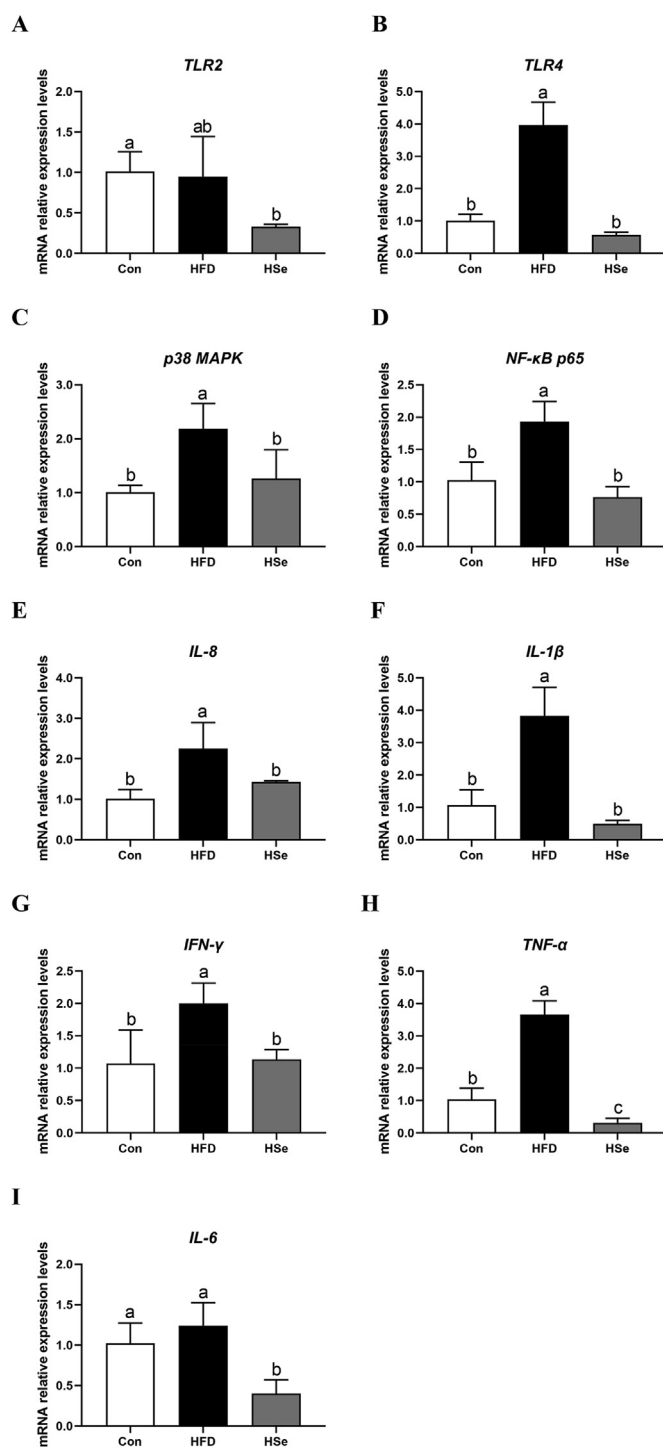 A
TLR2
mRNA relative expression levels
2.0
1.5
1.0
0.5
0.0
a
ab
b
Con HFD HSe
B
TLR4
mRNA relative expression levels
5.0
4.0
3.0
2.0
1.0
0.0
b
a
b
Con HFD HSe
C
p38 MAPK
mRNA relative expression levels
3.0
2.0
1.0
0.0
b
a
b
Con HFD HSe
D
NF-κB p65
mRNA relative expression levels
2.5
2.0
1.5
1.0
0.5
0.0
b
a
b
Con HFD HSe
E
IL-8
mRNA relative expression levels
4.0
3.0
2.0
1.0
0.0
b
a
b
Con HFD HSe
F
IL-1β
mRNA relative expression levels
5.0
4.0
3.0
2.0
1.0
0.0
b
a
b
Con HFD HSe
G
IFN-γ
mRNA relative expression levels
2.5
2.0
1.5
1.0
0.5
0.0
b
a
b
Con HFD HSe
H
TNF-α
mRNA relative expression levels
5.0
4.0
3.0
2.0
1.0
0.0
b
a
c
Con HFD HSe
I
IL-6
mRNA relative expression levels
2.0
1.5
1.0
0.5
0.0
a
a
b
Con HFD HSe